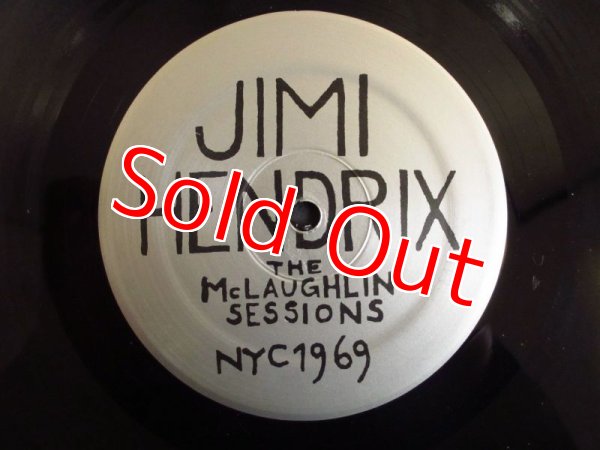 JIMI
HENDRIX
Sold Out
THE
McLAUGHLIN
SESSIONS
NYC1969